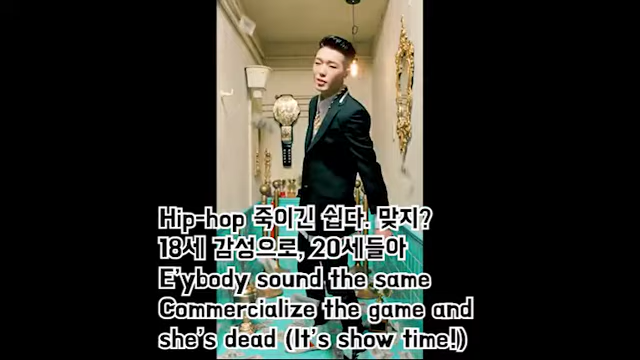 Hip-hop 죽이긴 쉽다. 맞지?
18세 감성으로, 20세들아
E'ybody sound the same
Commercialize the game and
she's dead (It's show time!)